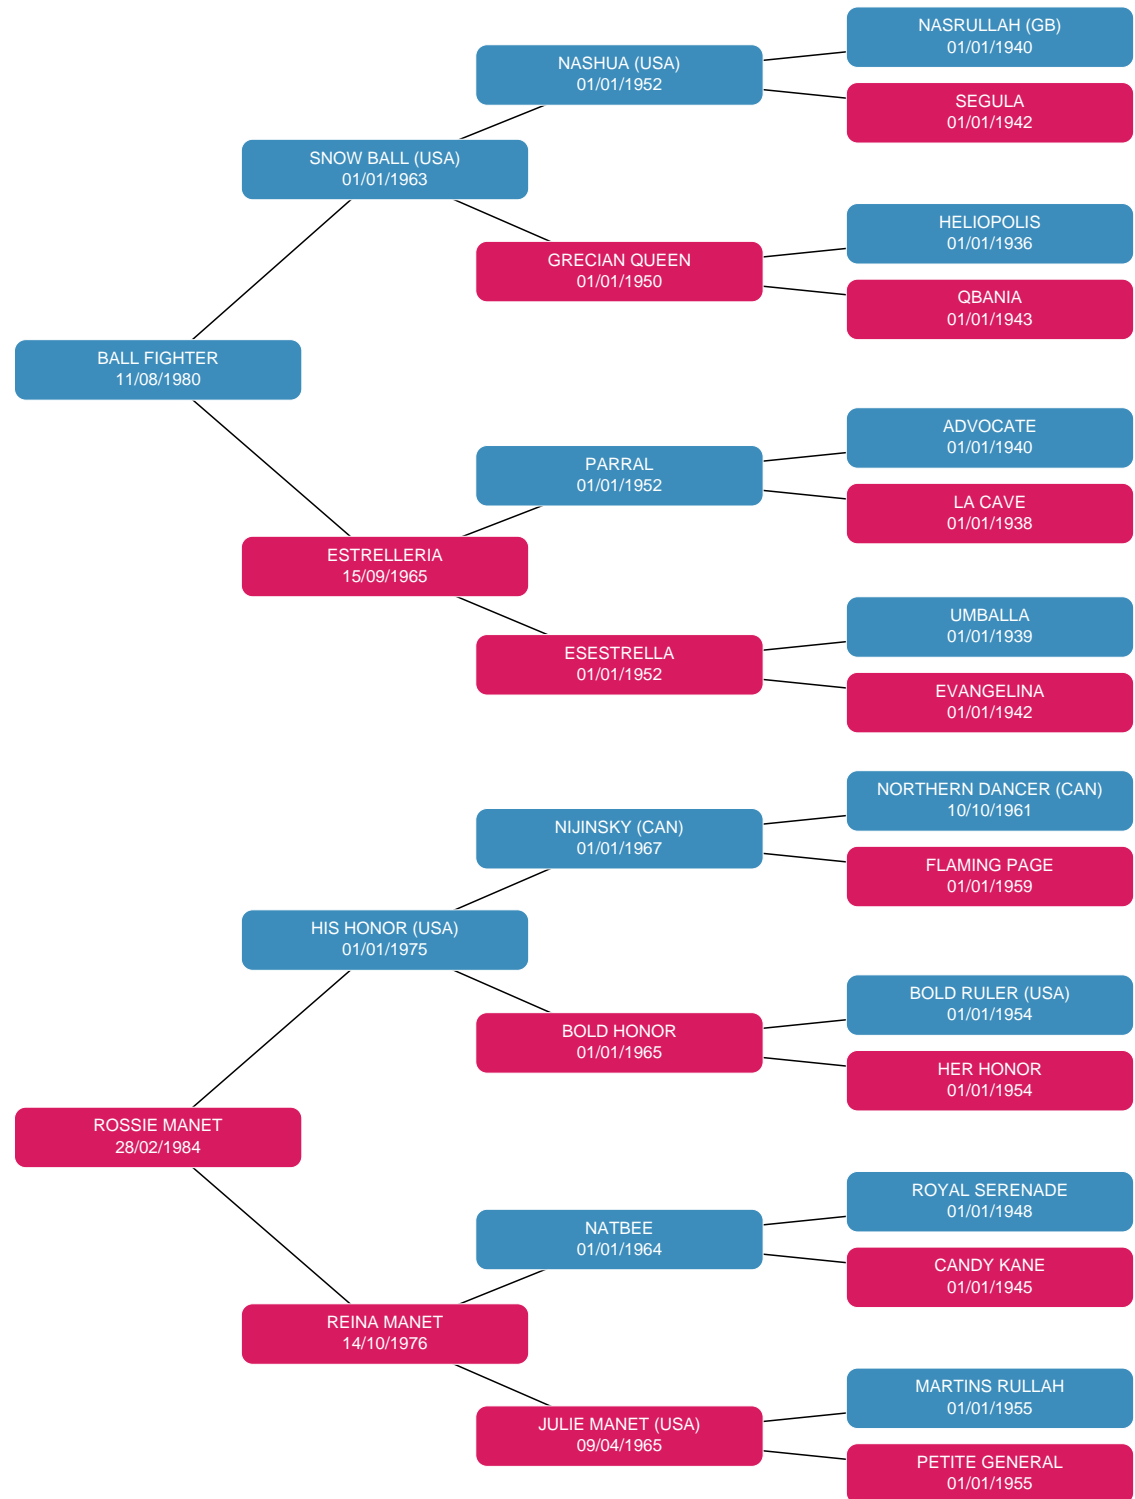 NASRULLAH (GB)
01/01/1940
NASHUA (USA)
01/01/1952
SEGULA
01/01/1942
SNOW BALL (USA)
01/01/1963
HELIOPOLIS
01/01/1936
GRECIAN QUEEN
01/01/1950
QBANIA
01/01/1943
BALL FIGHTER
11/08/1980
ADVOCATE
01/01/1940
PARRAL
01/01/1952
LA CAVE
01/01/1938
ESTRELLERIA
15/09/1965
UMBALLA
01/01/1939
ESESTRELLA
01/01/1952
EVANGELINA
01/01/1942
NORTHERN DANCER (CAN)
10/10/1961
NIJINSKY (CAN)
01/01/1967
FLAMING PAGE
01/01/1959
HIS HONOR (USA)
01/01/1975
BOLD RULER (USA)
01/01/1954
BOLD HONOR
01/01/1965
HER HONOR
01/01/1954
ROSSIE MANET
28/02/1984
ROYAL SERENADE
01/01/1948
NATBEE
01/01/1964
CANDY KANE
01/01/1945
REINA MANET
14/10/1976
MARTINS RULLAH
01/01/1955
JULIE MANET (USA)
09/04/1965
PETITE GENERAL
01/01/1955